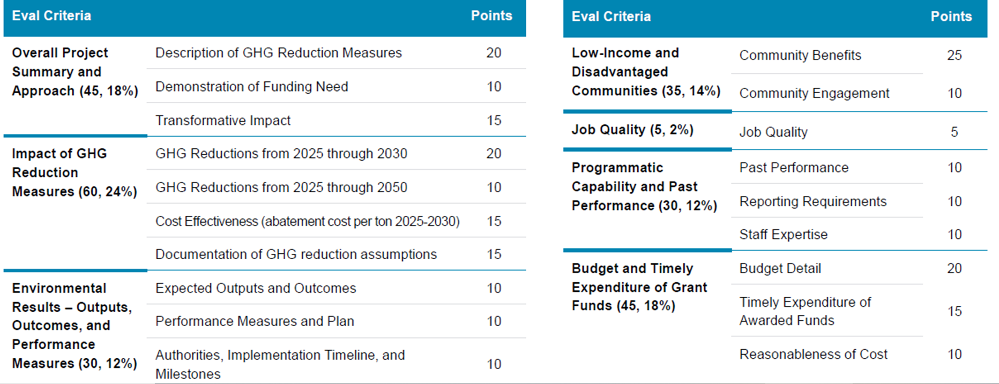 Eval Criteria Points
Overall Project
Summary and
Approach (45, 18%)
Description of GHG Reduction Measures 20
Demonstration of Funding Need 10
Transformative Impact 15
Impact of GHG
Reduction
Measures (60, 24%)
GHG Reductions from 2025 through 2030 20
GHG Reductions from 2025 through 2050 10
Cost Effectiveness (abatement cost per ton 2025-2030) 15
Documentation of GHG reduction assumptions 15
Environmental
Results – Outputs,
Outcomes, and
Performance
Measures (30, 12%)
Expected Outputs and Outcomes 10
Performance Measures and Plan 10
Authorities, Implementation Timeline, and
Milestones 10
Eval Criteria Points
Low-Income and
Disadvantaged
Communities (35, 14%)
Community Benefits 25
Community Engagement 10
Job Quality (5, 2%)
Job Quality 5
Programmatic
Capability and Past
Performance (30, 12%)
Past Performance 10
Reporting Requirements 10
Staff Expertise 10
Budget and Timely
Expenditure of Grant
Funds (45, 18%)
Budget Detail 20
Timely Expenditure of
Awarded Funds 15
Reasonableness of Cost 10